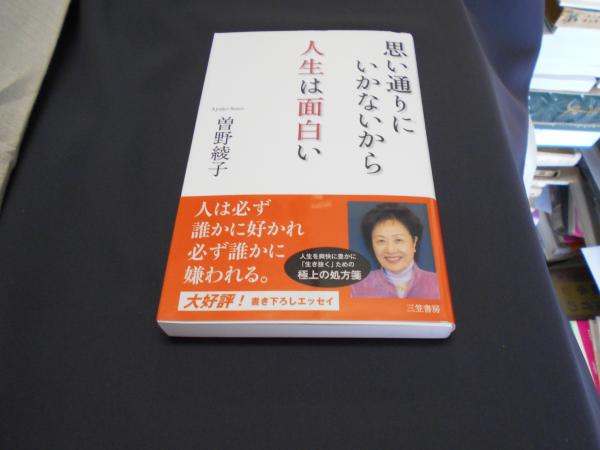 思い通りに
いかないから
人生は面白い
Ayako Sono
曽野綾子
人は必ず
誰かに好かれ
必ず誰かに
嫌われる。
人生を爽快に豊かに
「生き抜く」ための
極上の処方箋
大好評！書き下ろしエッセイ
三笠書房